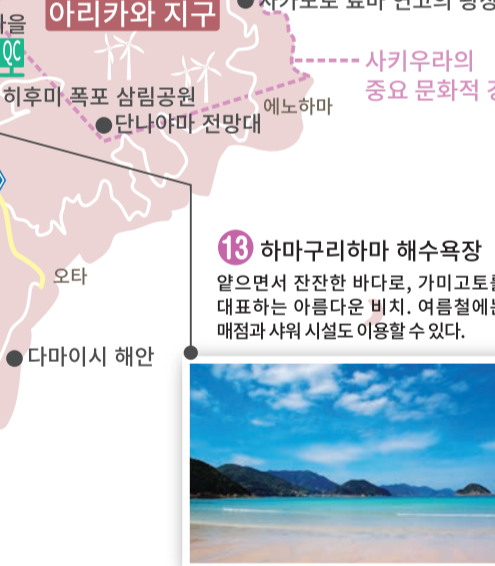 아리카와 지구
QC
히후미 폭포 삼림공원
에노하마
단나야마 전망대
사키우라의
중요 문화적
오타
다마이시 해안
13 하마구리하마 해수욕장
얕으면서 잔잔한 바다로, 가미고토를
대표하는 아름다운 비치. 여름철에는
매점과 샤워 시설도 이용할 수 있다.